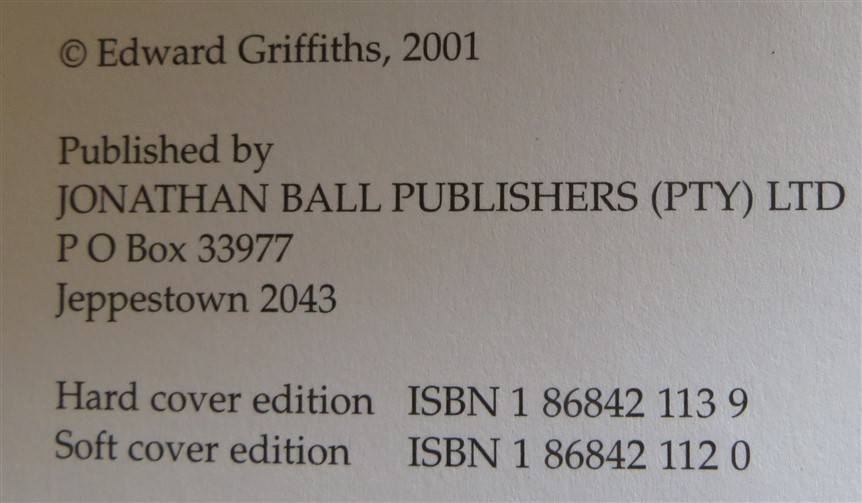 © Edward Griffiths, 2001
Published by
JONATHAN BALL PUBLISHERS (PTY) LTD
P O Box 33977
Jeppestown 2043
Hard cover edition ISBN 1 86842 113 9
Soft cover edition ISBN 1 86842 112 0